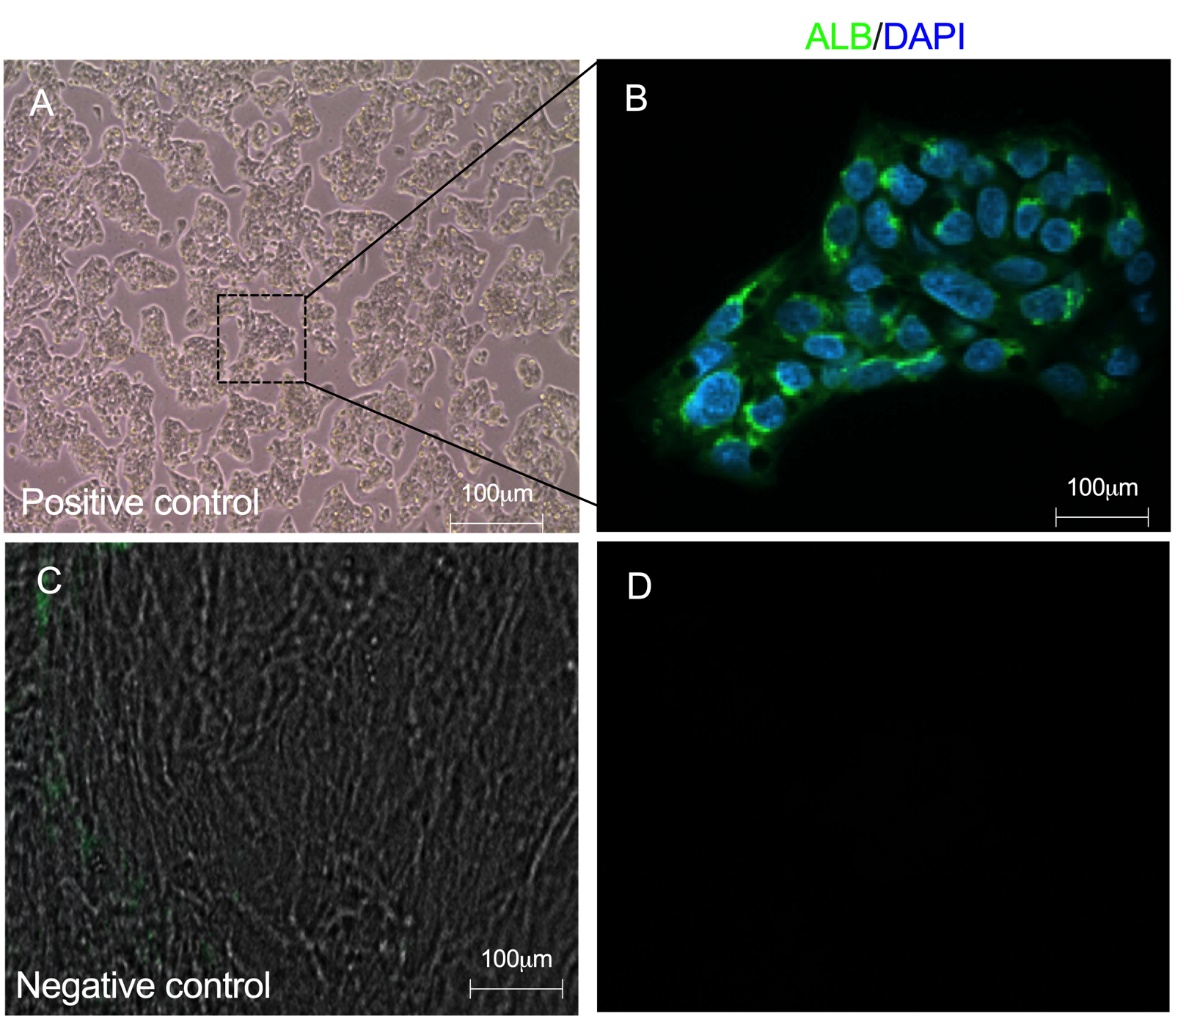 ALB/DAPI
A
B
Positive control
100μm
100μm
C
D
Negative control
100μm